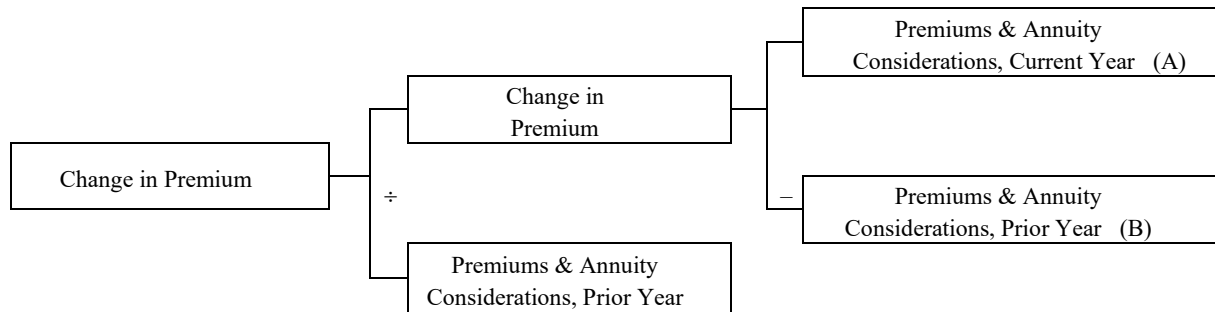 Premiums & Annuity
Considerations, Current Year (A)
Change in
Premium
Change in Premium
÷
–
Premiums & Annuity
Considerations, Prior Year (B)
Premiums & Annuity
Considerations, Prior Year